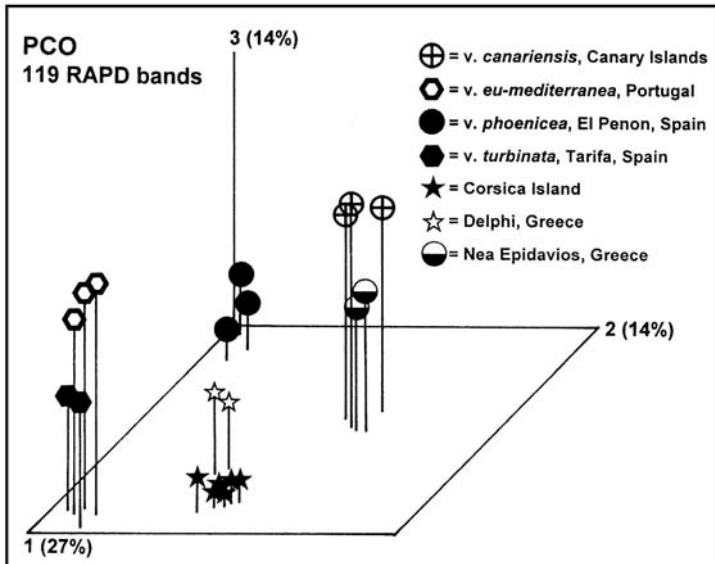 PCO
119 RAPD bands
3 (14%)
= v. canariensis, Canary Islands
= v. eu-mediterranea, Portugal
= v. phoenicea, El Penon, Spain
= v. turbinata, Tarifa, Spain
= Corsica Island
= Delphi, Greece
= Nea Epidavios, Greece
2 (14%)
1 (27%)